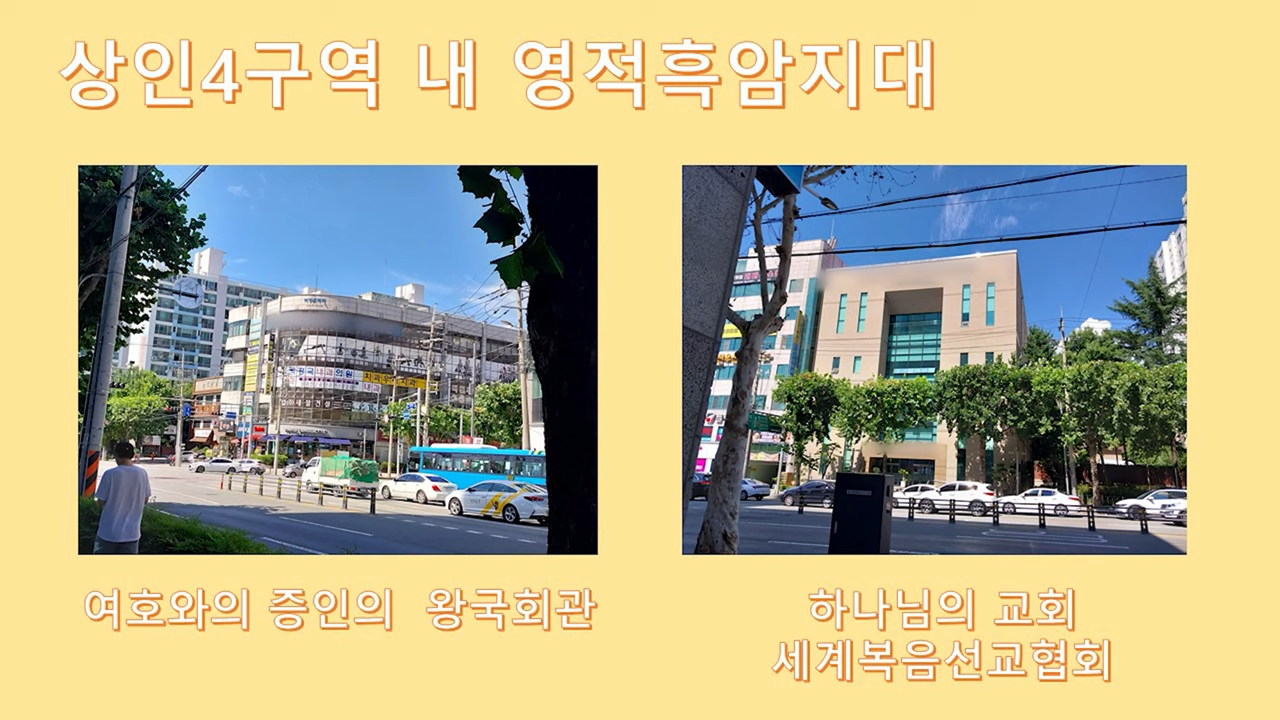 상인4구역 내 영적흑암지대
여호와의 증인의 왕국회관
하나님의 교회
세계복음선교협회